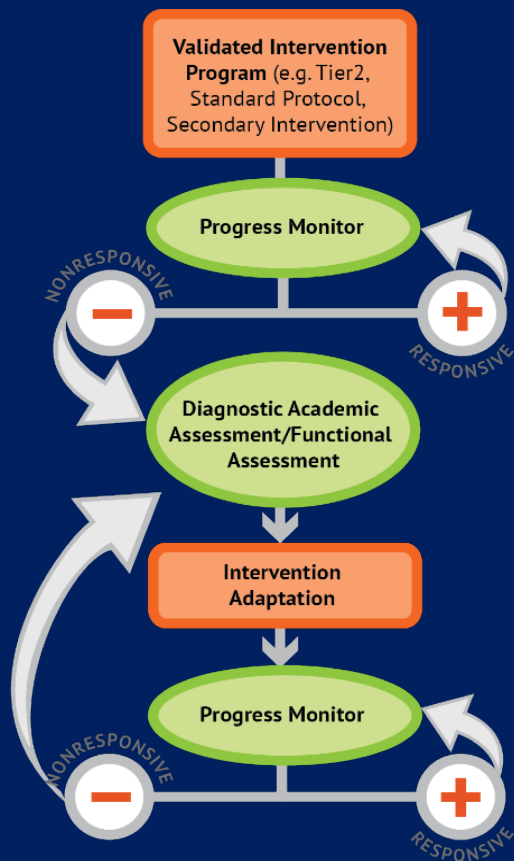 Validated Intervention
Program (e.g. Tier2,
Standard Protocol,
Secondary Intervention)
Progress Monitor
NONRESPONSIVE
RESPONSIVE
Diagnostic Academic
Assessment/Functional
Assessment
Intervention
Adaptation
Progress Monitor
NONRESPONSIVE
RESPONSIVE